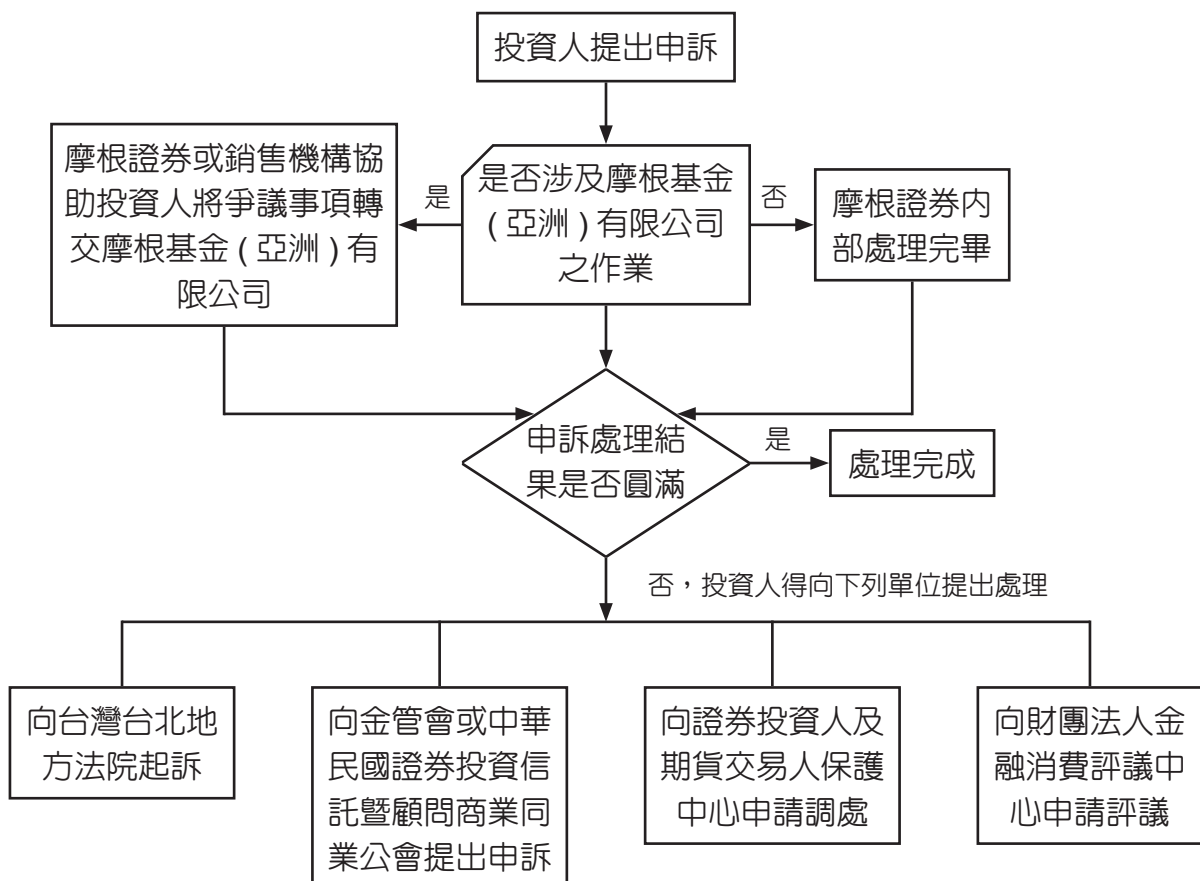 投資人提出申訴
摩根證券或銷售機構協
助投資人將爭議事項轉
交摩根基金 ( 亞洲 ) 有
限公司
是
是否涉及摩根基金
( 亞洲 ) 有限公司
之作業
否
摩根證券內
部處理完畢
申訴處理結
果是否圓滿
是
處理完成
否，投資人得向下列單位提出處理
向台灣台北地
方法院起訴
向金管會或中華
民國證券投資信
託暨顧問商業同
業公會提出申訴
向證券投資人及
期貨交易人保護
中心申請調處
向財團法人金
融消費評議中
心申請評議